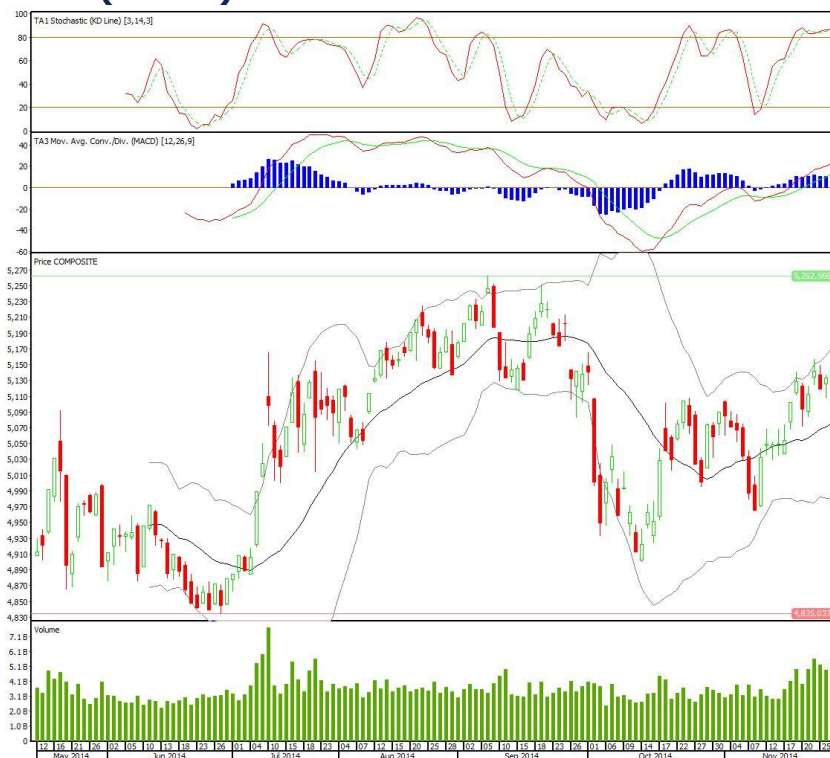 TA1 Stochastic (KD Line) [3,14,3]
100
80
60
40
20
0
TA3 Mov. Avg. Conv./Div. (MACD) [12,26,9]
40
20
0
-20
-40
-60
Price COMPOSITE
5,270
5,250
5,230
5,210
5,190
5,170
5,150
5,130
5,110
5,090
5,070
5,050
5,030
5,010
4,990
4,970
4,950
4,930
4,910
4,890
4,870
4,850
4,830
5,262.568
4,835.037
Volume
7.1 B
6.1 B
5.1 B
4.1 B
3.1 B
2.0 B
1.0 B
0
12 16 21 26 02 05 10 13 18 23 26 01 04 10 15 18 23 04 07 12 15 20 25 28 02 05 10 15 18 23 26 01 06 09 14 17 22 27 30 04 07 12 17 20 25
May 2014 Jun 2014 Jul 2014 Aug 2014 Sep 2014 Oct 2014 Nov 2014